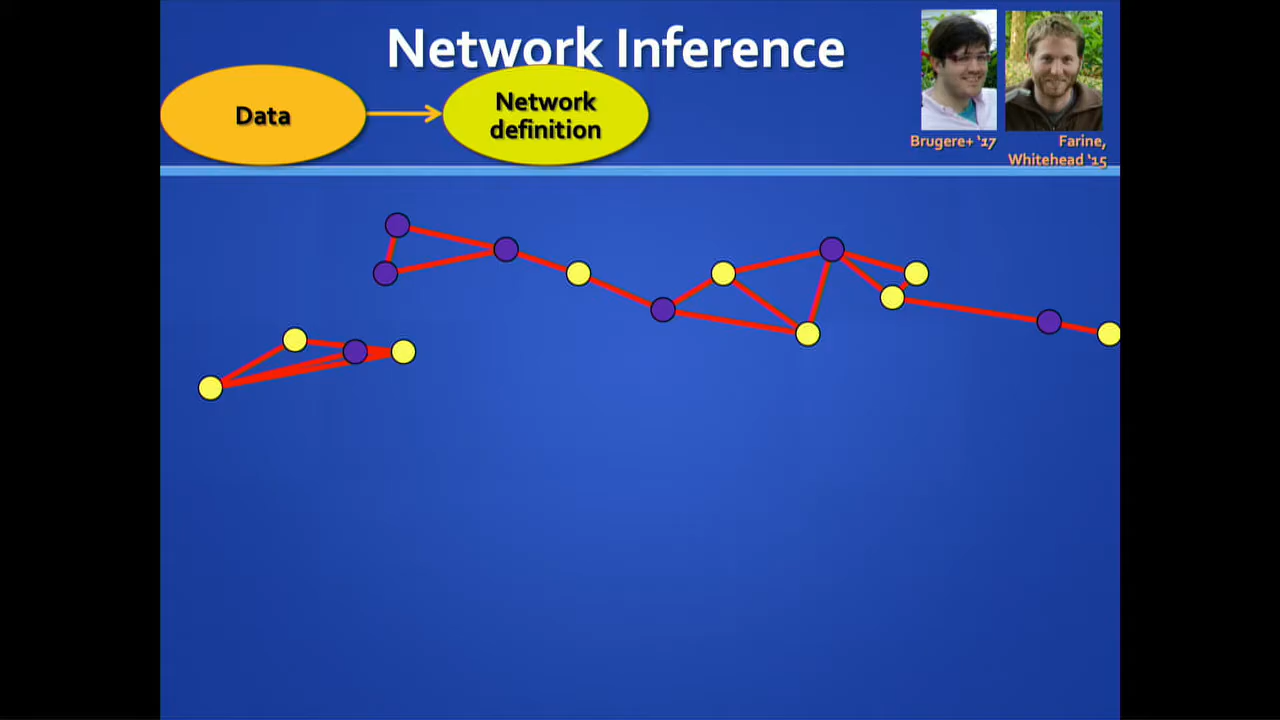 Network Inference
Data
Network
definition
Brugere+ ‘17
Farine,
Whitehead ‘15